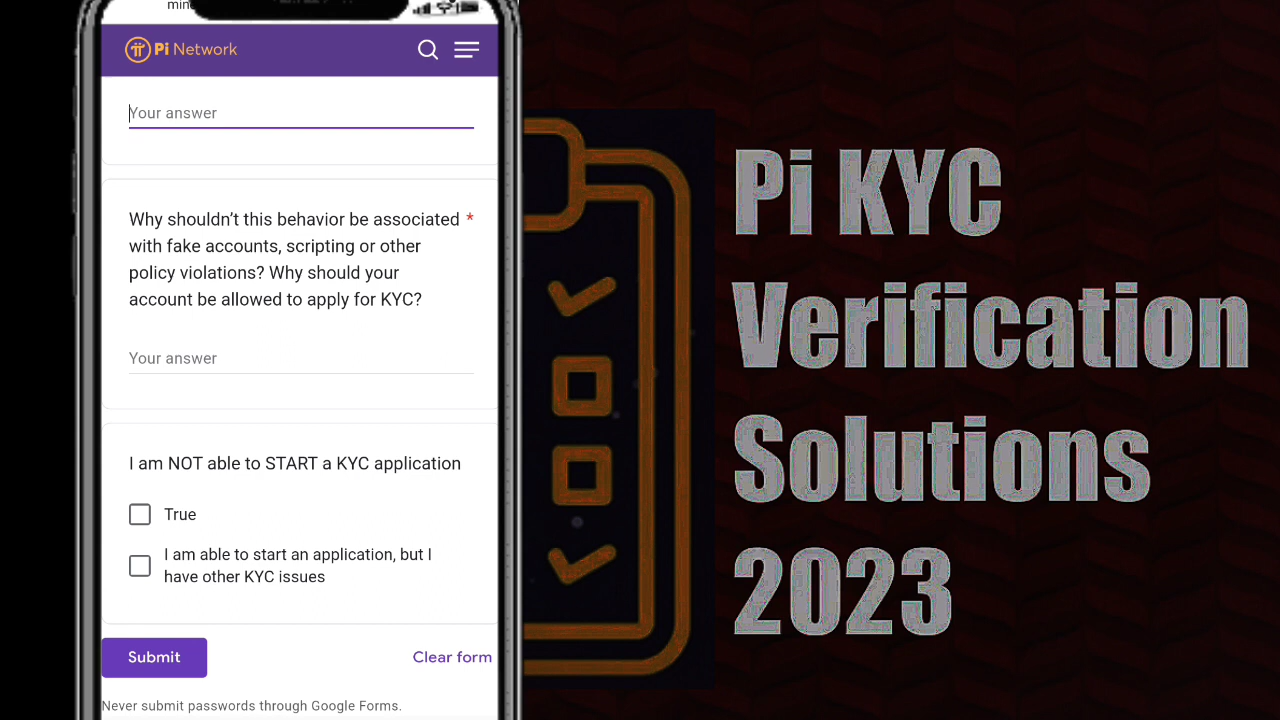 mine
Pi Network
Your answer
Why shouldn’t this behavior be associated *
with fake accounts, scripting or other
policy violations? Why should your
account be allowed to apply for KYC?
Your answer
I am NOT able to START a KYC application
True
I am able to start an application, but I
have other KYC issues
Submit
Clear form
Never submit passwords through Google Forms.
Pi KYC
Verification
Solutions
2023